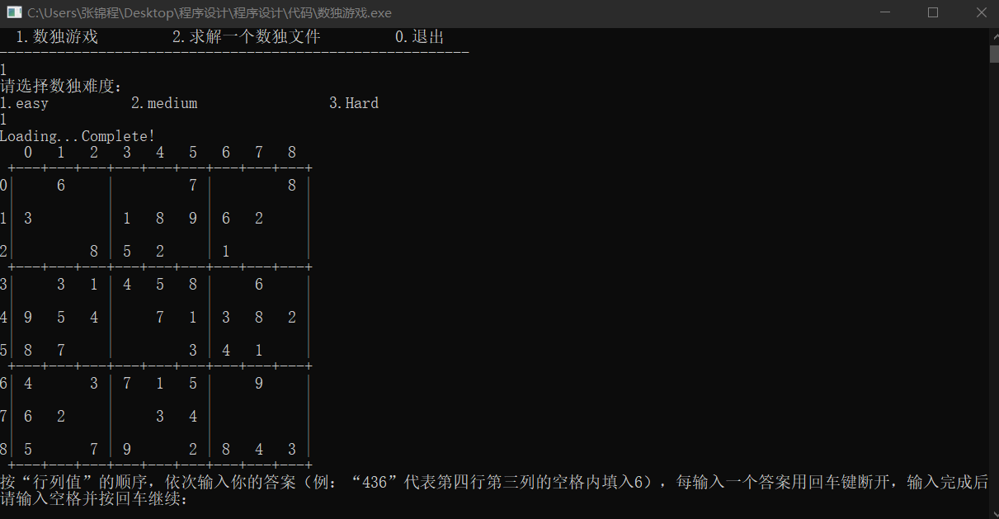 C:\Users\张锦程\Desktop\程序设计\程序设计\代码\数独游戏.exe
1.数独游戏 2.求解一个数独文件 0.退出
---------------------------------------------------------
1
请选择数独难度：
1.easy 2.medium 3.Hard
1
Loading...Complete!
0 1 2 3 4 5 6 7 8
+---+---+---+---+---+---+---+---+---+
0| 6 | 7 | 8 |
1| 3 | 1 8 9 | 6 2 |
2| 8 | 5 2 | 1 |
+---+---+---+---+---+---+---+---+---+
3| 3 1 | 4 5 8 | 6 |
4| 9 5 4 | 7 1 | 3 8 2 |
5| 8 7 | 3 | 4 1 |
+---+---+---+---+---+---+---+---+---+
6| 4 3 | 7 1 5 | 9 |
7| 6 2 | 3 4 | |
8| 5 7 | 9 2 | 8 4 3 |
+---+---+---+---+---+---+---+---+---+
按“行列值”的顺序，依次输入你的答案（例：“436”代表第四行第三列的空格内填入6），每输入一个答案用回车键断开，输入完成后
请输入空格并按回车继续：